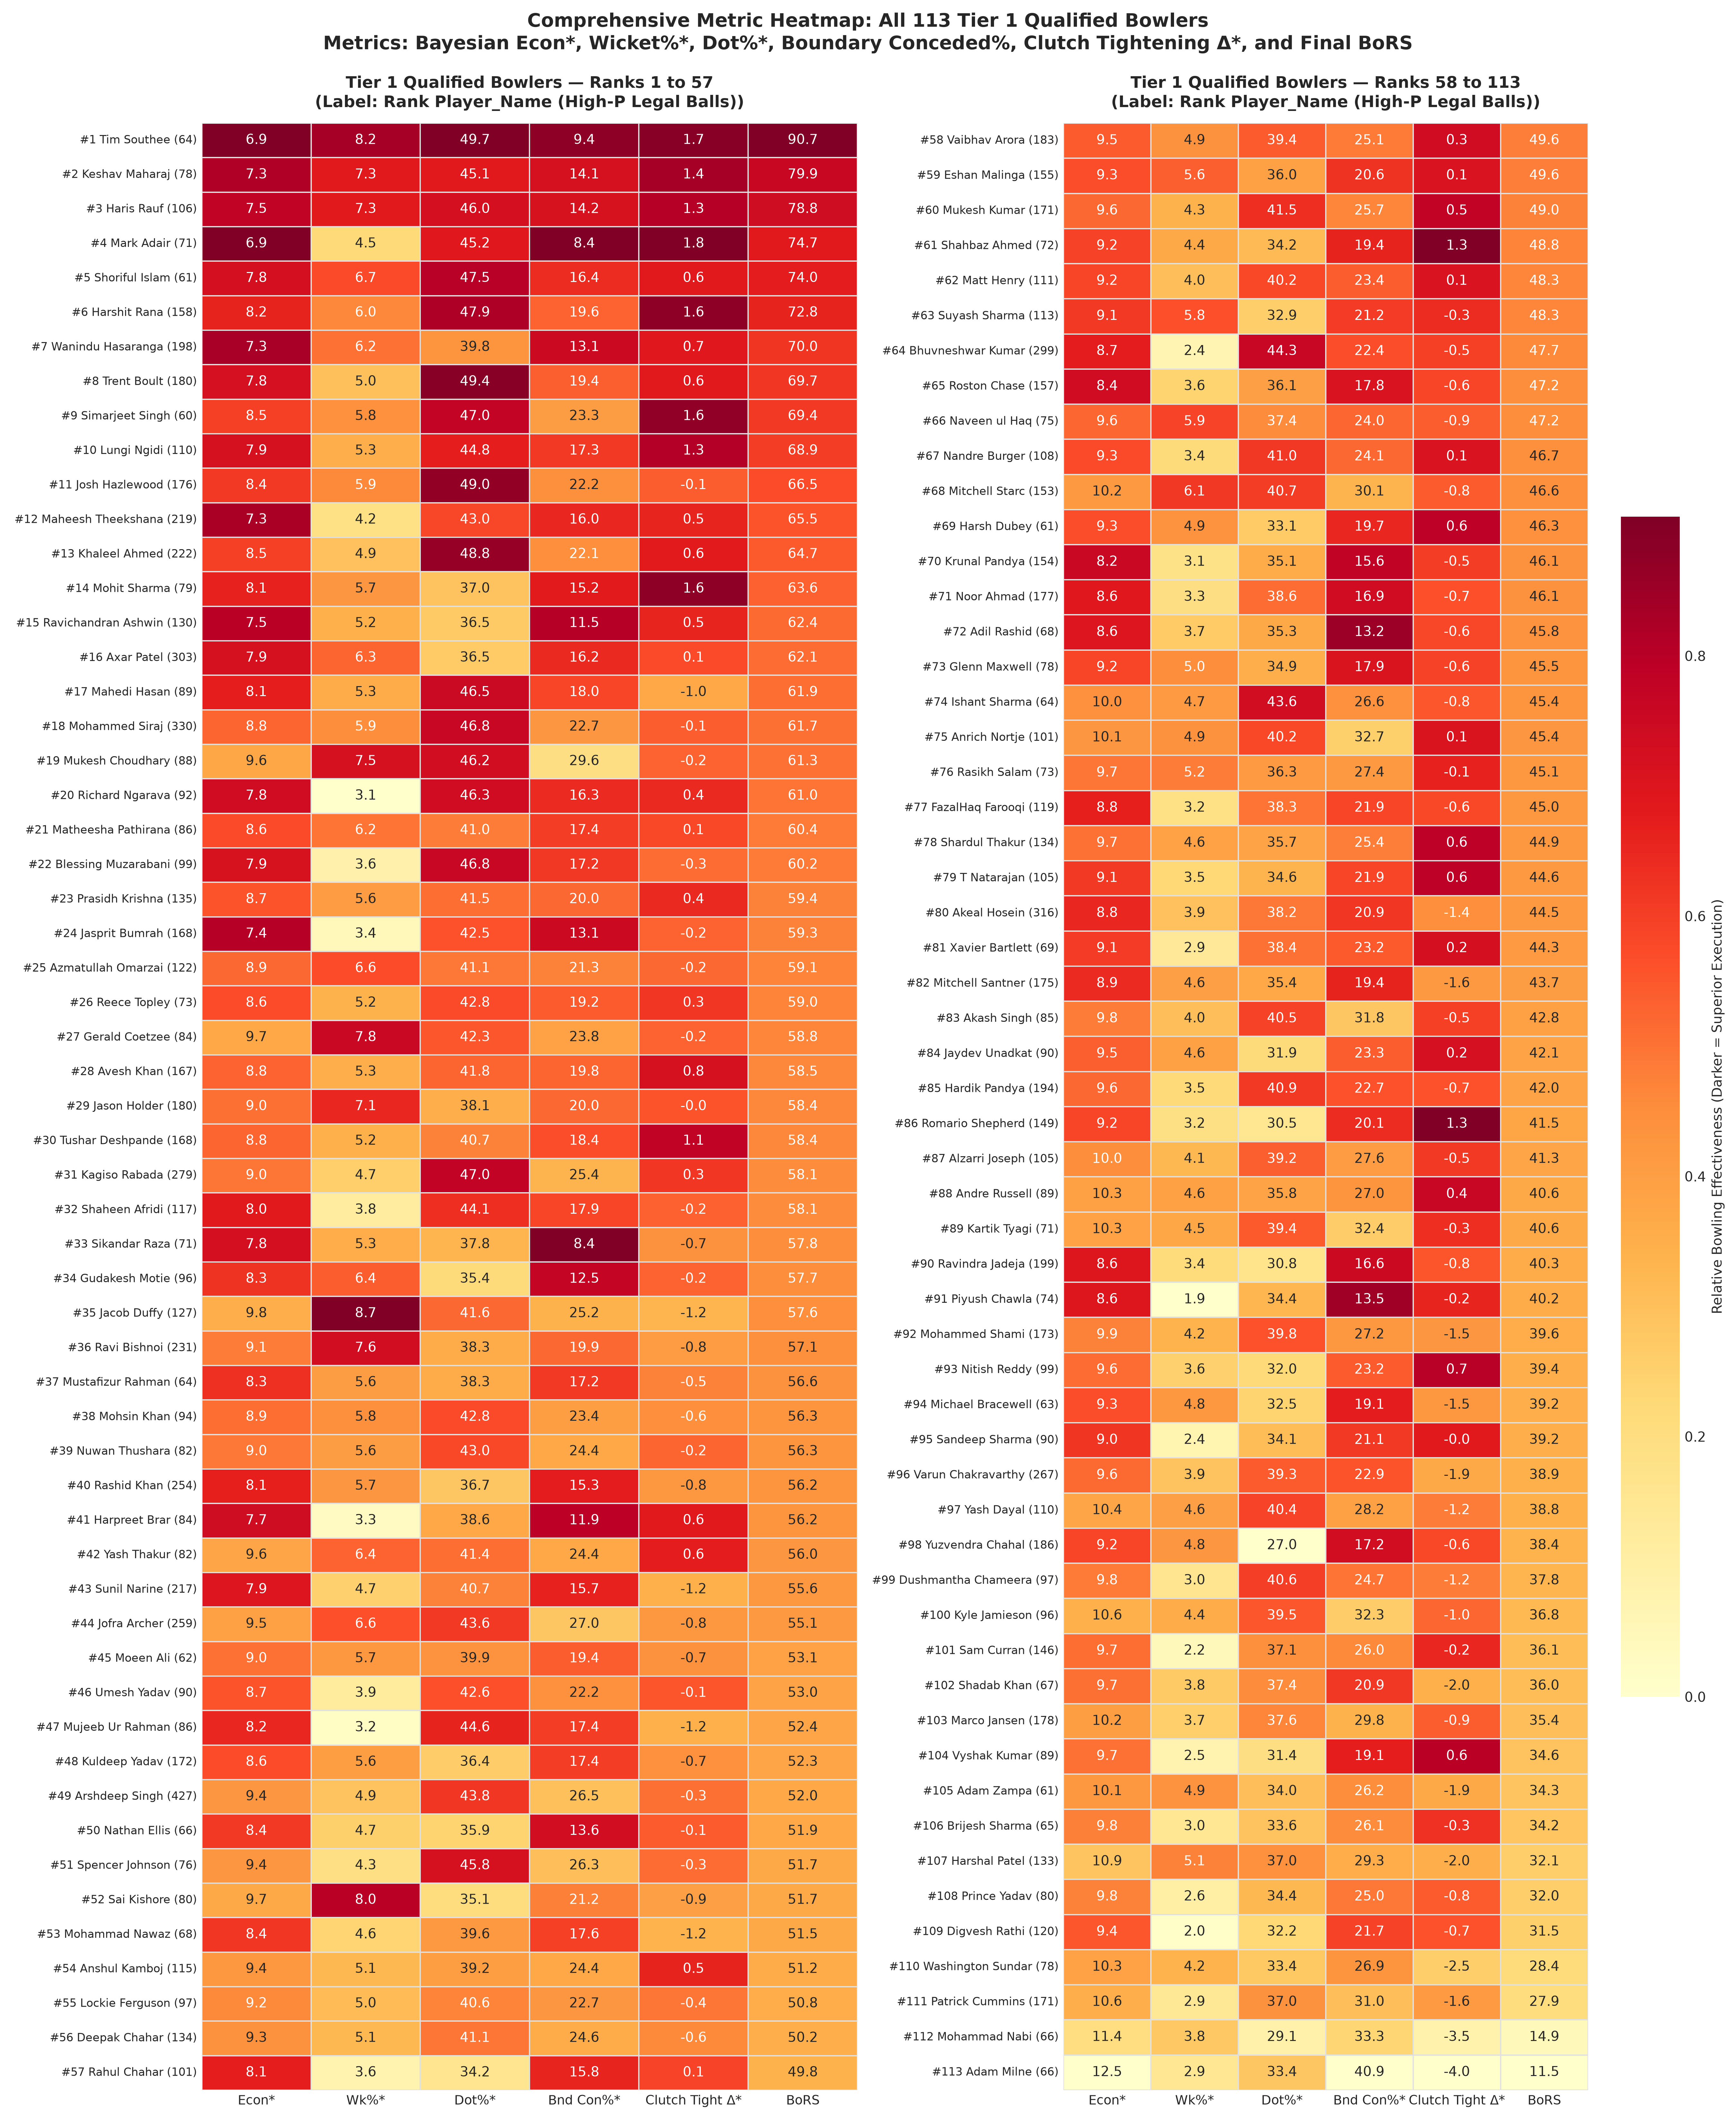 Comprehensive Metric Heatmap: All 113 Tier 1 Qualified Bowlers
Metrics: Bayesian Econ*, Wicket%*, Dot%*, Boundary Conceded%, Clutch Tightening Δ*, and Final BoRS
Tier 1 Qualified Bowlers — Ranks 1 to 57
(Label: Rank Player_Name (High-P Legal Balls))
#1 Tim Southee (64) 6.9 8.2 49.7 9.4 1.7 90.7
#2 Keshav Maharaj (78) 7.3 7.3 45.1 14.1 1.4 79.9
#3 Haris Rauf (106) 7.5 7.3 46.0 14.2 1.3 78.8
#4 Mark Adair (71) 6.9 4.5 45.2 8.4 1.8 74.7
#5 Shoriful Islam (61) 7.8 6.7 47.5 16.4 0.6 74.0
#6 Harshit Rana (158) 8.2 6.0 47.9 19.6 1.6 72.8
#7 Wanindu Hasaranga (198) 7.3 6.2 39.8 13.1 0.7 70.0
#8 Trent Boult (180) 7.8 5.0 49.4 19.4 0.6 69.7
#9 Simarjeet Singh (60) 8.5 5.8 47.0 23.3 1.6 69.4
#10 Lungi Ngidi (110) 7.9 5.3 44.8 17.3 1.3 68.9
#11 Josh Hazlewood (176) 8.4 5.9 49.0 22.2 -0.1 66.5
#12 Maheesh Theekshana (219) 7.3 4.2 43.0 16.0 0.5 65.5
#13 Khaleel Ahmed (222) 8.5 4.9 48.8 22.1 0.6 64.7
#14 Mohit Sharma (79) 8.1 5.7 37.0 15.2 1.6 63.6
#15 Ravichandran Ashwin (130) 7.5 5.2 36.5 11.5 0.5 62.4
#16 Axar Patel (303) 7.9 6.3 36.5 16.2 0.1 62.1
#17 Mahedi Hasan (89) 8.1 5.3 46.5 18.0 -1.0 61.9
#18 Mohammed Siraj (330) 8.8 5.9 46.8 22.7 -0.1 61.7
#19 Mukesh Choudhary (88) 9.6 7.5 46.2 29.6 -0.2 61.3
#20 Richard Ngarava (92) 7.8 3.1 46.3 16.3 0.4 61.0
#21 Matheesha Pathirana (86) 8.6 6.2 41.0 17.4 0.1 60.4
#22 Blessing Muzarabani (99) 7.9 3.6 46.8 17.2 -0.3 60.2
#23 Prasidh Krishna (135) 8.7 5.6 41.5 20.0 0.4 59.4
#24 Jasprit Bumrah (168) 7.4 3.4 42.5 13.1 -0.2 59.3
#25 Azmatullah Omarzai (122) 8.9 6.6 41.1 21.3 -0.2 59.1
#26 Reece Topley (73) 8.6 5.2 42.8 19.2 0.3 59.0
#27 Gerald Coetzee (84) 9.7 7.8 42.3 23.8 -0.2 58.8
#28 Avesh Khan (167) 8.8 5.3 41.8 19.8 0.8 58.5
#29 Jason Holder (180) 9.0 7.1 38.1 20.0 -0.0 58.4
#30 Tushar Deshpande (168) 8.8 5.2 40.7 18.4 1.1 58.4
#31 Kagiso Rabada (279) 9.0 4.7 47.0 25.4 0.3 58.1
#32 Shaheen Afridi (117) 8.0 3.8 44.1 17.9 -0.2 58.1
#33 Sikandar Raza (71) 7.8 5.3 37.8 8.4 -0.7 57.8
#34 Gudakesh Motie (96) 8.3 6.4 35.4 12.5 -0.2 57.7
#35 Jacob Duffy (127) 9.8 8.7 41.6 25.2 -1.2 57.6
#36 Ravi Bishnoi (231) 9.1 7.6 38.3 19.9 -0.8 57.1
#37 Mustafizur Rahman (64) 8.3 5.6 38.3 17.2 -0.5 56.6
#38 Mohsin Khan (94) 8.9 5.8 42.8 23.4 -0.6 56.3
#39 Nuwan Thushara (82) 9.0 5.6 43.0 24.4 -0.2 56.3
#40 Rashid Khan (254) 8.1 5.7 36.7 15.3 -0.8 56.2
#41 Harpreet Brar (84) 7.7 3.3 38.6 11.9 0.6 56.2
#42 Yash Thakur (82) 9.6 6.4 41.4 24.4 0.6 56.0
#43 Sunil Narine (217) 7.9 4.7 40.7 15.7 -1.2 55.6
#44 Jofra Archer (259) 9.5 6.6 43.6 27.0 -0.8 55.1
#45 Moeen Ali (62) 9.0 5.7 39.9 19.4 -0.7 53.1
#46 Umesh Yadav (90) 8.7 3.9 42.6 22.2 -0.1 53.0
#47 Mujeeb Ur Rahman (86) 8.2 3.2 44.6 17.4 -1.2 52.4
#48 Kuldeep Yadav (172) 8.6 5.6 36.4 17.4 -0.7 52.3
#49 Arshdeep Singh (427) 9.4 4.9 43.8 26.5 -0.3 52.0
#50 Nathan Ellis (66) 8.4 4.7 35.9 13.6 -0.1 51.9
#51 Spencer Johnson (76) 9.4 4.3 45.8 26.3 -0.3 51.7
#52 Sai Kishore (80) 9.7 8.0 35.1 21.2 -0.9 51.7
#53 Mohammad Nawaz (68) 8.4 4.6 39.6 17.6 -1.2 51.5
#54 Anshul Kamboj (115) 9.4 5.1 39.2 24.4 0.5 51.2
#55 Lockie Ferguson (97) 9.2 5.0 40.6 22.7 -0.4 50.8
#56 Deepak Chahar (134) 9.3 5.1 41.1 24.6 -0.6 50.2
#57 Rahul Chahar (101) 8.1 3.6 34.2 15.8 0.1 49.8
Econ* Wk%* Dot%* Bnd Con%* Clutch Tight Δ* BoRS
Tier 1 Qualified Bowlers — Ranks 58 to 113
(Label: Rank Player_Name (High-P Legal Balls))
#58 Vaibhav Arora (183) 9.5 4.9 39.4 25.1 0.3 49.6
#59 Eshan Malinga (155) 9.3 5.6 36.0 20.6 0.1 49.6
#60 Mukesh Kumar (171) 9.6 4.3 41.5 25.7 0.5 49.0
#61 Shahbaz Ahmed (72) 9.2 4.4 34.2 19.4 1.3 48.8
#62 Matt Henry (111) 9.2 4.0 40.2 23.4 0.1 48.3
#63 Suyash Sharma (113) 9.1 5.8 32.9 21.2 -0.3 48.3
#64 Bhuvneshwar Kumar (299) 8.7 2.4 44.3 22.4 -0.5 47.7
#65 Roston Chase (157) 8.4 3.6 36.1 17.8 -0.6 47.2
#66 Naveen ul Haq (75) 9.6 5.9 37.4 24.0 -0.9 47.2
#67 Nandre Burger (108) 9.3 3.4 41.0 24.1 0.1 46.7
#68 Mitchell Starc (153) 10.2 6.1 40.7 30.1 -0.8 46.6
#69 Harsh Dubey (61) 9.3 4.9 33.1 19.7 0.6 46.3
#70 Krunal Pandya (154) 8.2 3.1 35.1 15.6 -0.5 46.1
#71 Noor Ahmad (177) 8.6 3.3 38.6 16.9 -0.7 46.1
#72 Adil Rashid (68) 8.6 3.7 35.3 13.2 -0.6 45.8
#73 Glenn Maxwell (78) 9.2 5.0 34.9 17.9 -0.6 45.5
#74 Ishant Sharma (64) 10.0 4.7 43.6 26.6 -0.8 45.4
#75 Anrich Nortje (101) 10.1 4.9 40.2 32.7 0.1 45.4
#76 Rasikh Salam (73) 9.7 5.2 36.3 27.4 -0.1 45.1
#77 FazalHaq Farooqi (119) 8.8 3.2 38.3 21.9 -0.6 45.0
#78 Shardul Thakur (134) 9.7 4.6 35.7 25.4 0.6 44.9
#79 T Natarajan (105) 9.1 3.5 34.6 21.9 0.6 44.6
#80 Akeal Hosein (316) 8.8 3.9 38.2 20.9 -1.4 44.5
#81 Xavier Bartlett (69) 9.1 2.9 38.4 23.2 0.2 44.3
#82 Mitchell Santner (175) 8.9 4.6 35.4 19.4 -1.6 43.7
#83 Akash Singh (85) 9.8 4.0 40.5 31.8 -0.5 42.8
#84 Jaydev Unadkat (90) 9.5 4.6 31.9 23.3 0.2 42.1
#85 Hardik Pandya (194) 9.6 3.5 40.9 22.7 -0.7 42.0
#86 Romario Shepherd (149) 9.2 3.2 30.5 20.1 1.3 41.5
#87 Alzarri Joseph (105) 10.0 4.1 39.2 27.6 -0.5 41.3
#88 Andre Russell (89) 10.3 4.6 35.8 27.0 0.4 40.6
#89 Kartik Tyagi (71) 10.3 4.5 39.4 32.4 -0.3 40.6
#90 Ravindra Jadeja (199) 8.6 3.4 30.8 16.6 -0.8 40.3
#91 Piyush Chawla (74) 8.6 1.9 34.4 13.5 -0.2 40.2
#92 Mohammed Shami (173) 9.9 4.2 39.8 27.2 -1.5 39.6
#93 Nitish Reddy (99) 9.6 3.6 32.0 23.2 0.7 39.4
#94 Michael Bracewell (63) 9.3 4.8 32.5 19.1 -1.5 39.2
#95 Sandeep Sharma (90) 9.0 2.4 34.1 21.1 -0.0 39.2
#96 Varun Chakravarthy (267) 9.6 3.9 39.3 22.9 -1.9 38.9
#97 Yash Dayal (110) 10.4 4.6 40.4 28.2 -1.2 38.8
#98 Yuzvendra Chahal (186) 9.2 4.8 27.0 17.2 -0.6 38.4
#99 Dushmantha Chameera (97) 9.8 3.0 40.6 24.7 -1.2 37.8
#100 Kyle Jamieson (96) 10.6 4.4 39.5 32.3 -1.0 36.8
#101 Sam Curran (146) 9.7 2.2 37.1 26.0 -0.2 36.1
#102 Shadab Khan (67) 9.7 3.8 37.4 20.9 -2.0 36.0
#103 Marco Jansen (178) 10.2 3.7 37.6 29.8 -0.9 35.4
#104 Vyshak Kumar (89) 9.7 2.5 31.4 19.1 0.6 34.6
#105 Adam Zampa (61) 10.1 4.9 34.0 26.2 -1.9 34.3
#106 Brijesh Sharma (65) 9.8 3.0 33.6 26.1 -0.3 34.2
#107 Harshal Patel (133) 10.9 5.1 37.0 29.3 -2.0 32.1
#108 Prince Yadav (80) 9.8 2.6 34.4 25.0 -0.8 32.0
#109 Digvesh Rathi (120) 9.4 2.0 32.2 21.7 -0.7 31.5
#110 Washington Sundar (78) 10.3 4.2 33.4 26.9 -2.5 28.4
#111 Patrick Cummins (171) 10.6 2.9 37.0 31.0 -1.6 27.9
#112 Mohammad Nabi (66) 11.4 3.8 29.1 33.3 -3.5 14.9
#113 Adam Milne (66) 12.5 2.9 33.4 40.9 -4.0 11.5
Econ* Wk%* Dot%* Bnd Con%* Clutch Tight Δ* BoRS
0.8
0.6
0.4
0.2
0.0
Relative Bowling Effectiveness (Darker = Superior Execution)